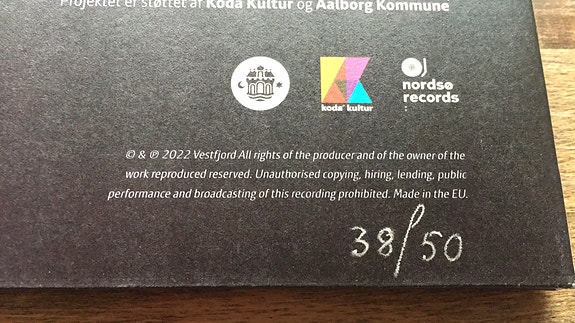 Projektet er støttet af Koda Kultur og Aalborg Kommune
koda kultur
nordsø
records
© & ℗ 2022 Vestfjord All rights of the producer and of the owner of the
work reproduced reserved. Unauthorised copying, hiring, lending, public
performance and broadcasting of this recording prohibited. Made in the EU.
38/50